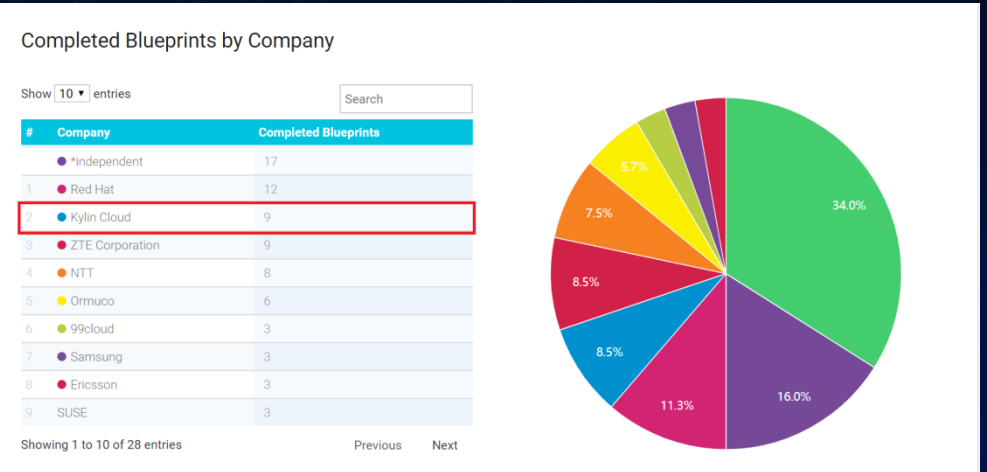 Completed Blueprints by Company
Show 10 entries
Search
# Company Completed Blueprints
*independent 17
1 Red Hat 12
2 Kylin Cloud 9
3 ZTE Corporation 9
4 NTT 8
5 Ormuco 6
6 99cloud 3
7 Samsung 3
8 Ericsson 3
9 SUSE 3
Showing 1 to 10 of 28 entries
Previous Next
5.7%
34.0%
7.5%
8.5%
8.5%
16.0%
11.3%